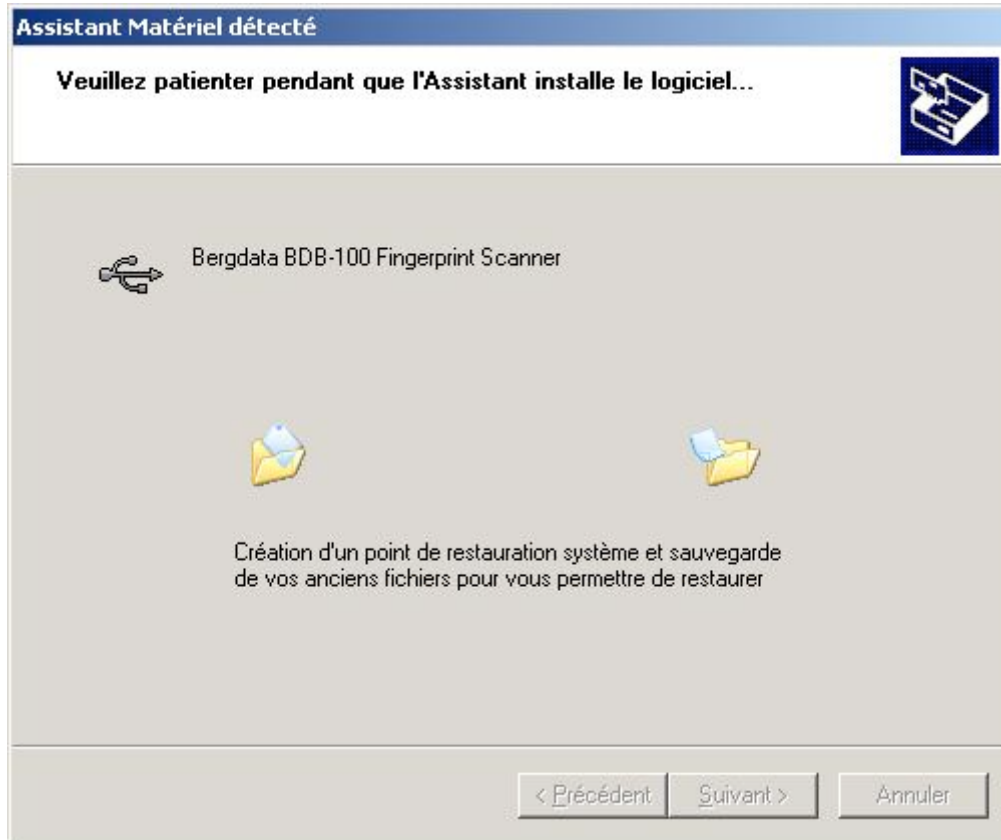 Assistant Matériel détecté
Veuillez patienter pendant que l'Assistant installe le logiciel...
Bergdata BDB-100 Fingerprint Scanner
Création d'un point de restauration système et sauvegarde
de vos anciens fichiers pour vous permettre de restaurer
< Précédent Suivant > Annuler